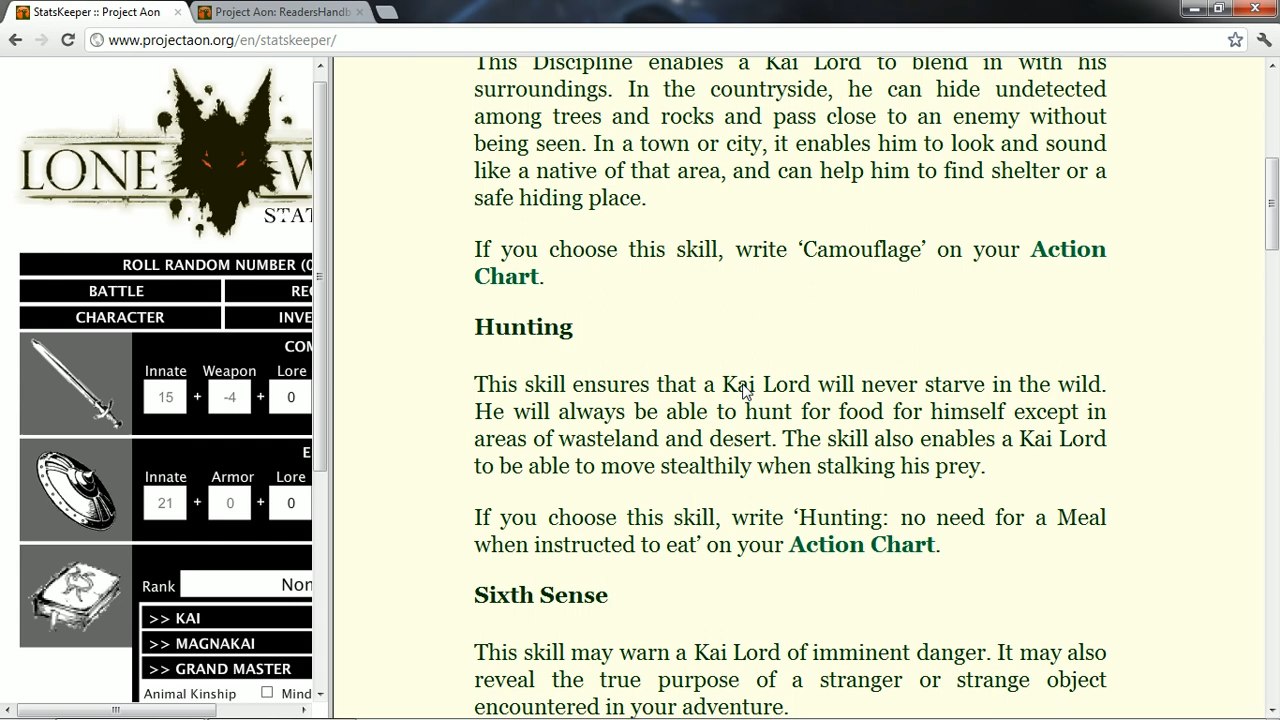 StatsKeeper :: Project Aon
Project Aon: ReadersHandb
www.projectaon.org/en/statskeeper/
LONE W
STAT
ROLL RANDOM NUMBER (0
BATTLE
REC
CHARACTER
INVE
COM
Innate Weapon Lore
15 + -4 + 0
E
Innate Armor Lore
21 + 0 + 0
Rank Non
>> KAI
>> MAGNAKAI
>> GRAND MASTER
Animal Kinship Mind
This Discipline enables a Kai Lord to blend in with his
surroundings. In the countryside, he can hide undetected
among trees and rocks and pass close to an enemy without
being seen. In a town or city, it enables him to look and sound
like a native of that area, and can help him to find shelter or a
safe hiding place.
If you choose this skill, write ‘Camouflage’ on your Action
Chart.
Hunting
This skill ensures that a Kai Lord will never starve in the wild.
He will always be able to hunt for food for himself except in
areas of wasteland and desert. The skill also enables a Kai Lord
to be able to move stealthily when stalking his prey.
If you choose this skill, write ‘Hunting: no need for a Meal
when instructed to eat’ on your Action Chart.
Sixth Sense
This skill may warn a Kai Lord of imminent danger. It may also
reveal the true purpose of a stranger or strange object
encountered in your adventure.